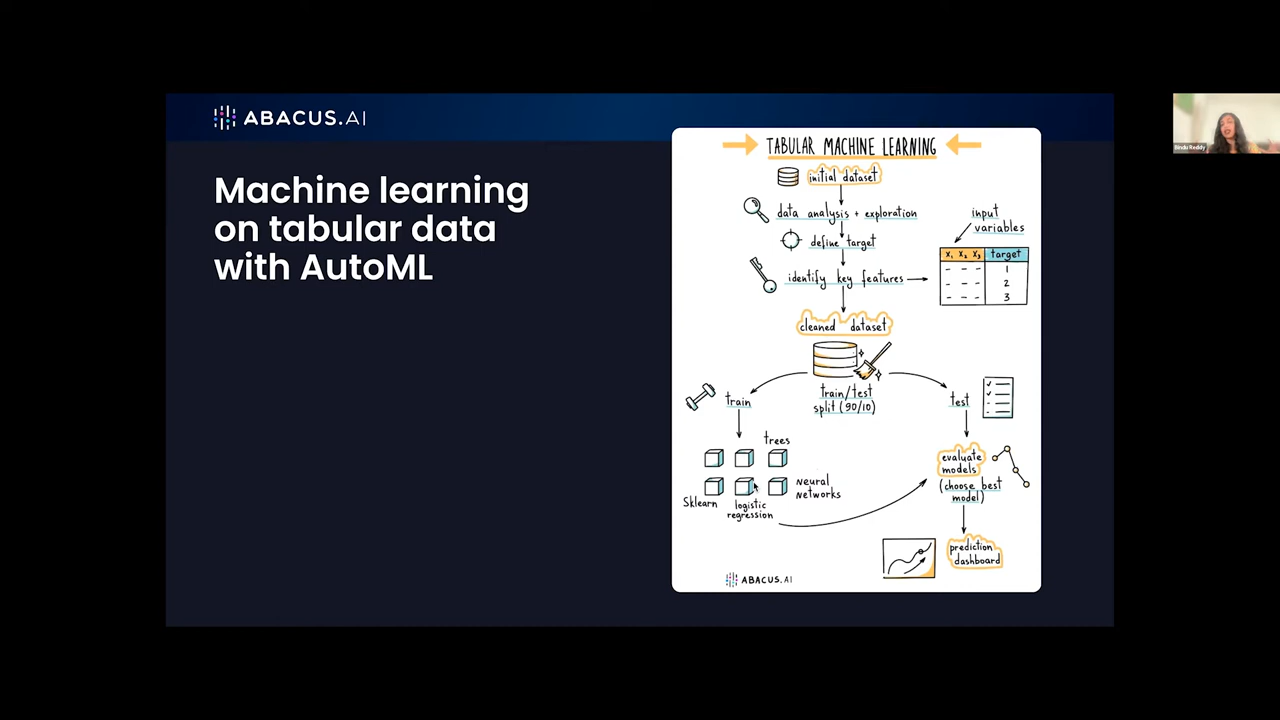 ABACUS.AI
Machine learning
on tabular data
with AutoML
TABULAR MACHINE LEARNING
initial dataset
data analysis + exploration
define target
identify key features
input
variables
x₁ x₂ x₃ target
1
2
3
cleaned dataset
train/test
split (90/10)
train
test
trees
Neural
networks
Sklearn
logistic
regression
evaluate
models
(choose best
model)
prediction
dashboard
ABACUS.AI
Bindu Reddy